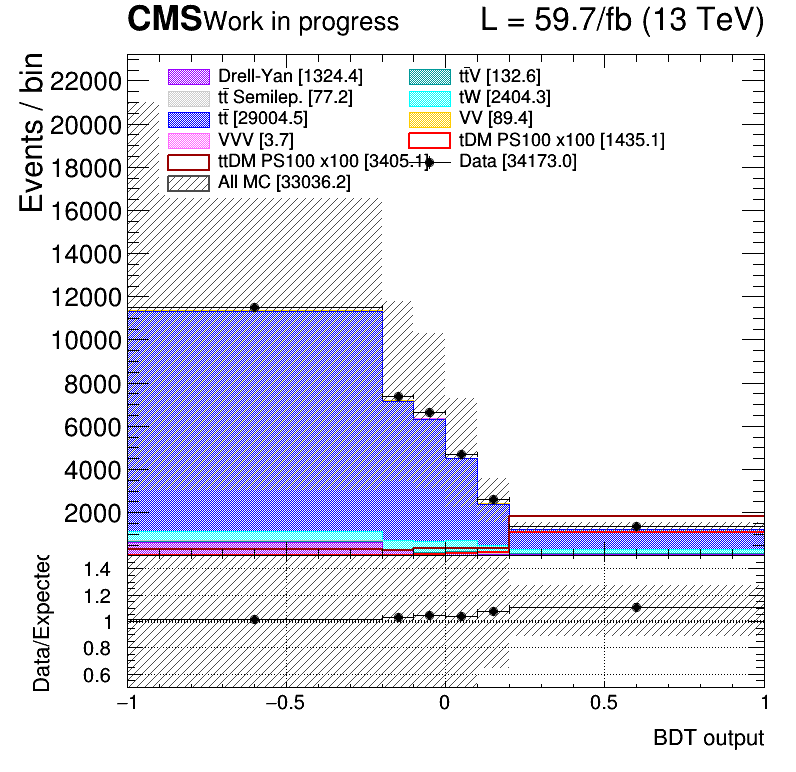 CMS Work in progress L = 59.7/fb (13 TeV)
Events / bin
22000
20000
18000
16000
14000
12000
10000
8000
6000
4000
2000
Drell-Yan [1324.4] tt̄V [132.6]
tt̄ Semilep. [77.2] tW [2404.3]
tt̄ [29004.5] VV [89.4]
VVV [3.7] tDM PS100 x100 [1435.1]
ttDM PS100 x100 [3405.1] Data [34173.0]
All MC [33036.2]
Data/Expected
1.4
1.2
1
0.8
0.6
−1 −0.5 0 0.5 1
BDT output